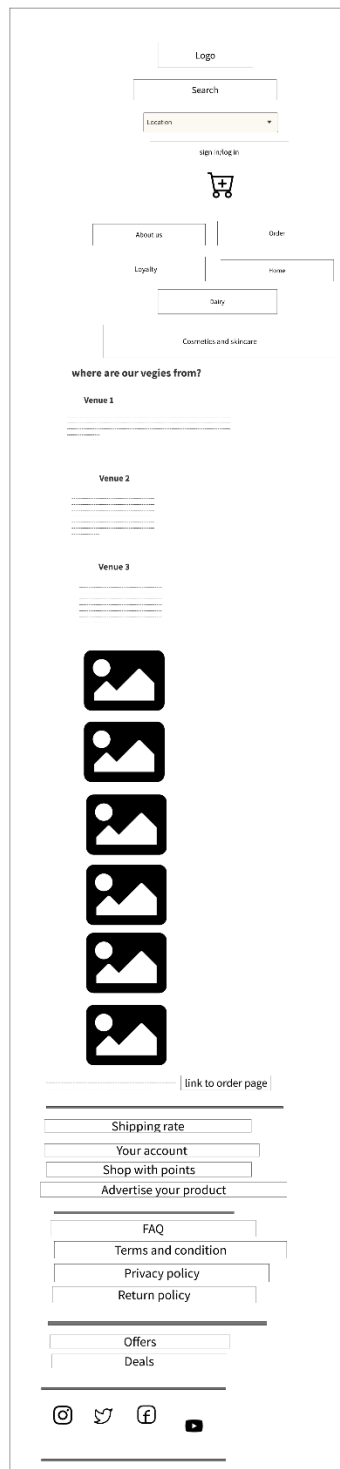 Logo
Search
Location
sign in/log in
About us
Order
Loyalty
Home
Dairy
Cosmetics and skincare
where are our vegies from?
Venue 1
Venue 2
Venue 3
link to order page
Shipping rate
Your account
Shop with points
Advertise your product
FAQ
Terms and condition
Privacy policy
Return policy
Offers
Deals